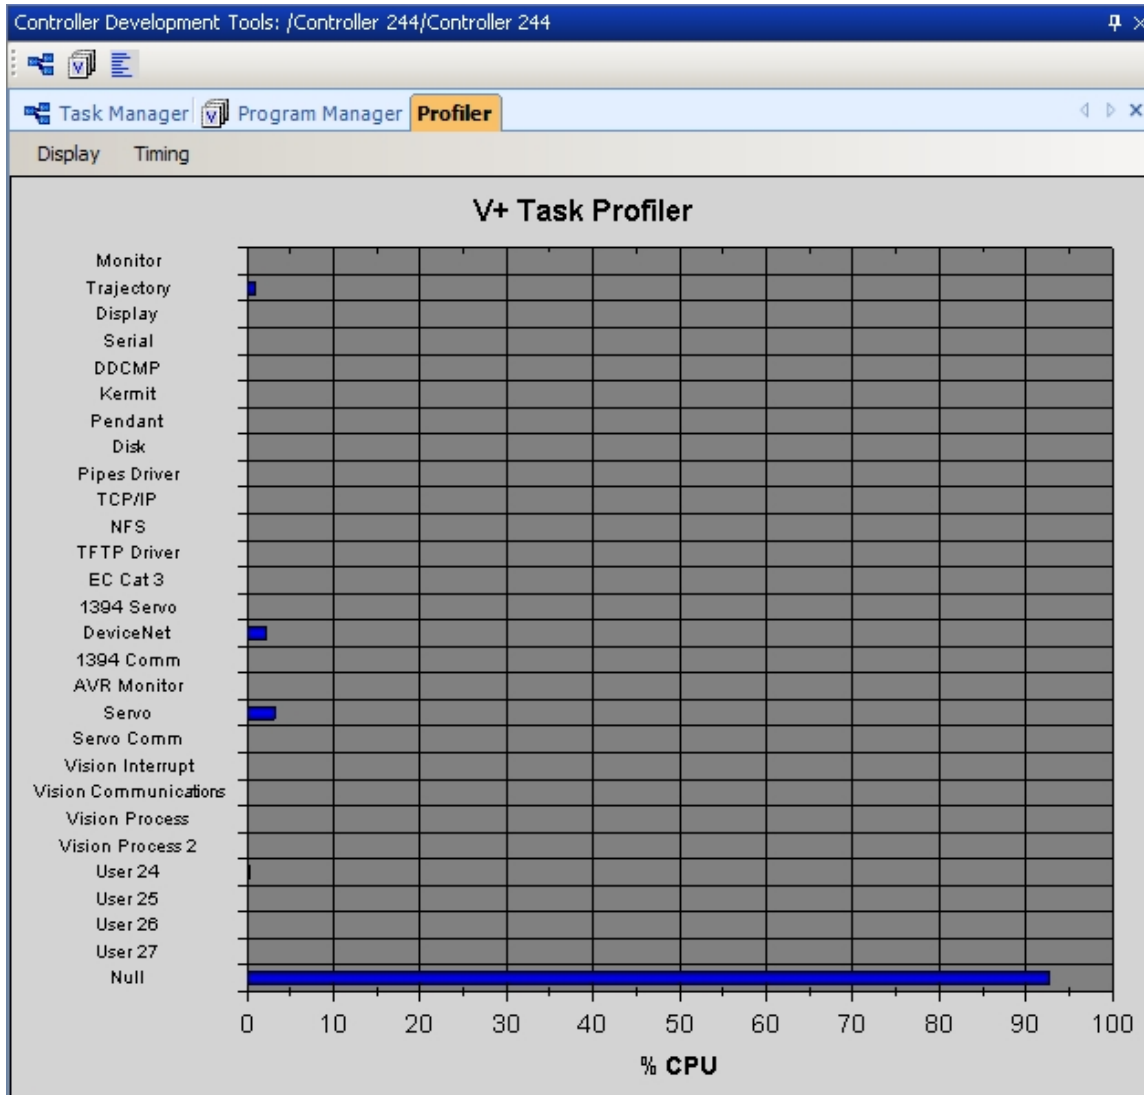 Controller Development Tools: /Controller 244/Controller 244
Task Manager Program Manager Profiler
Display Timing
V+ Task Profiler
Monitor
Trajectory
Display
Serial
DDCMP
Kermit
Pendant
Disk
Pipes Driver
TCP/IP
NFS
TFTP Driver
EC Cat 3
1394 Servo
DeviceNet
1394 Comm
AVR Monitor
Servo
Servo Comm
Vision Interrupt
Vision Communications
Vision Process
Vision Process 2
User 24
User 25
User 26
User 27
Null
0 10 20 30 40 50 60 70 80 90 100
% CPU